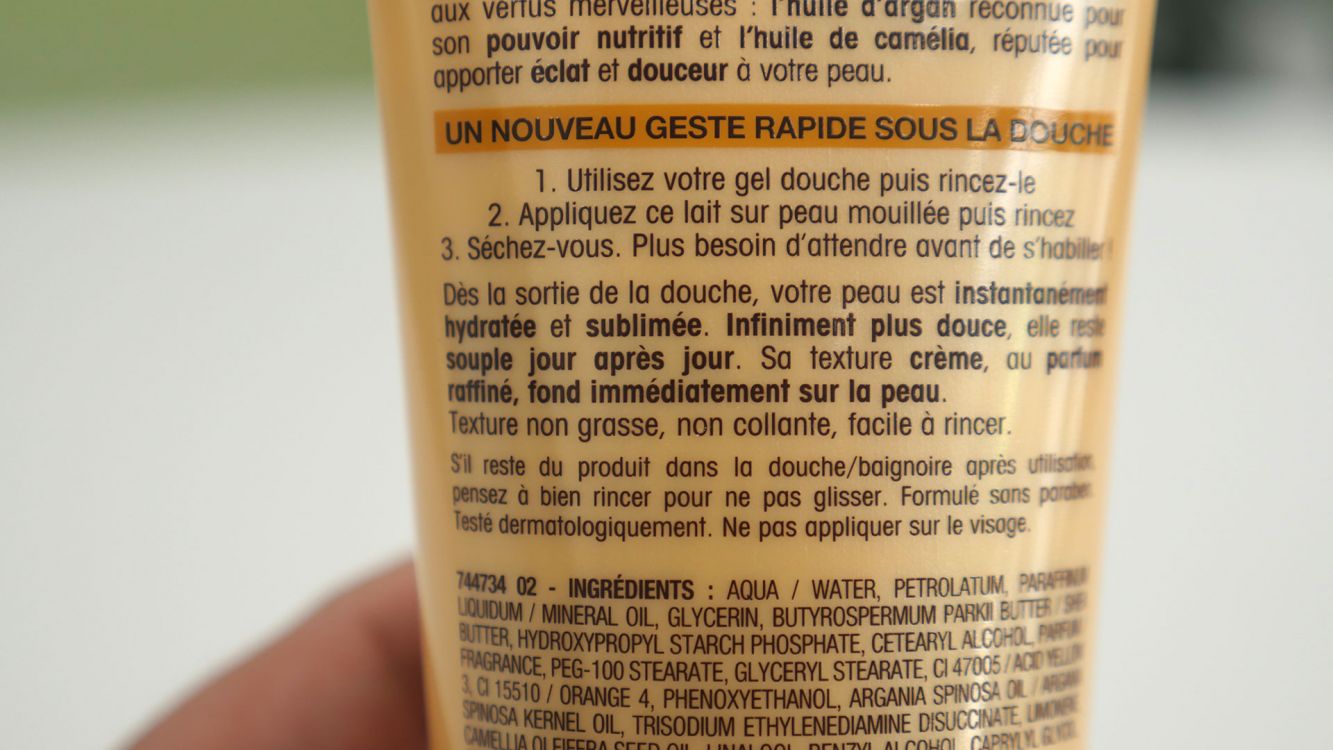 aux vertus merveilleuses : l'huile d'argan reconnue pour
son pouvoir nutritif et l'huile de camélia, réputée pour
apporter éclat et douceur à votre peau.
UN NOUVEAU GESTE RAPIDE SOUS LA DOUCHE
1. Utilisez votre gel douche puis rincez-le
2. Appliquez ce lait sur peau mouillée puis rincez
3. Séchez-vous. Plus besoin d'attendre avant de s'habiller !
Dès la sortie de la douche, votre peau est instantanément
hydratée et sublimée. Infiniment plus douce, elle reste
souple jour après jour. Sa texture crème, au parfum
raffiné, fond immédiatement sur la peau.
Texture non grasse, non collante, facile à rincer.
S'il reste du produit dans la douche/baignoire après utilisation,
pensez à bien rincer pour ne pas glisser. Formulé sans
Testé dermatologiquement. Ne pas appliquer sur le visage.
744734 02 - INGRÉDIENTS : AQUA / WATER, PETROLATUM, PARAFFINUM
LIQUIDUM / MINERAL OIL, GLYCERIN, BUTYROSPERMUM PARKII BUTTER / SHEA
BUTTER, HYDROXYPROPYL STARCH PHOSPHATE, CETEARYL ALCOHOL, PARFUM
FRAGRANCE, PEG-100 STEARATE, GLYCERYL STEARATE, CI 47005 / ACID YELLOW
3, CI 15510 / ORANGE 4, PHENOXYETHANOL, ARGANIA SPINOSA OIL / ARGANIA
SPINOSA KERNEL OIL, TRISODIUM ETHYLENEDIAMINE DISUCCINATE, LIMONENE
CAMELLIA OLEIFERA SEED OIL, LINALOOL, BENZYL ALCOHOL, CAPRYLYL GLYCOL